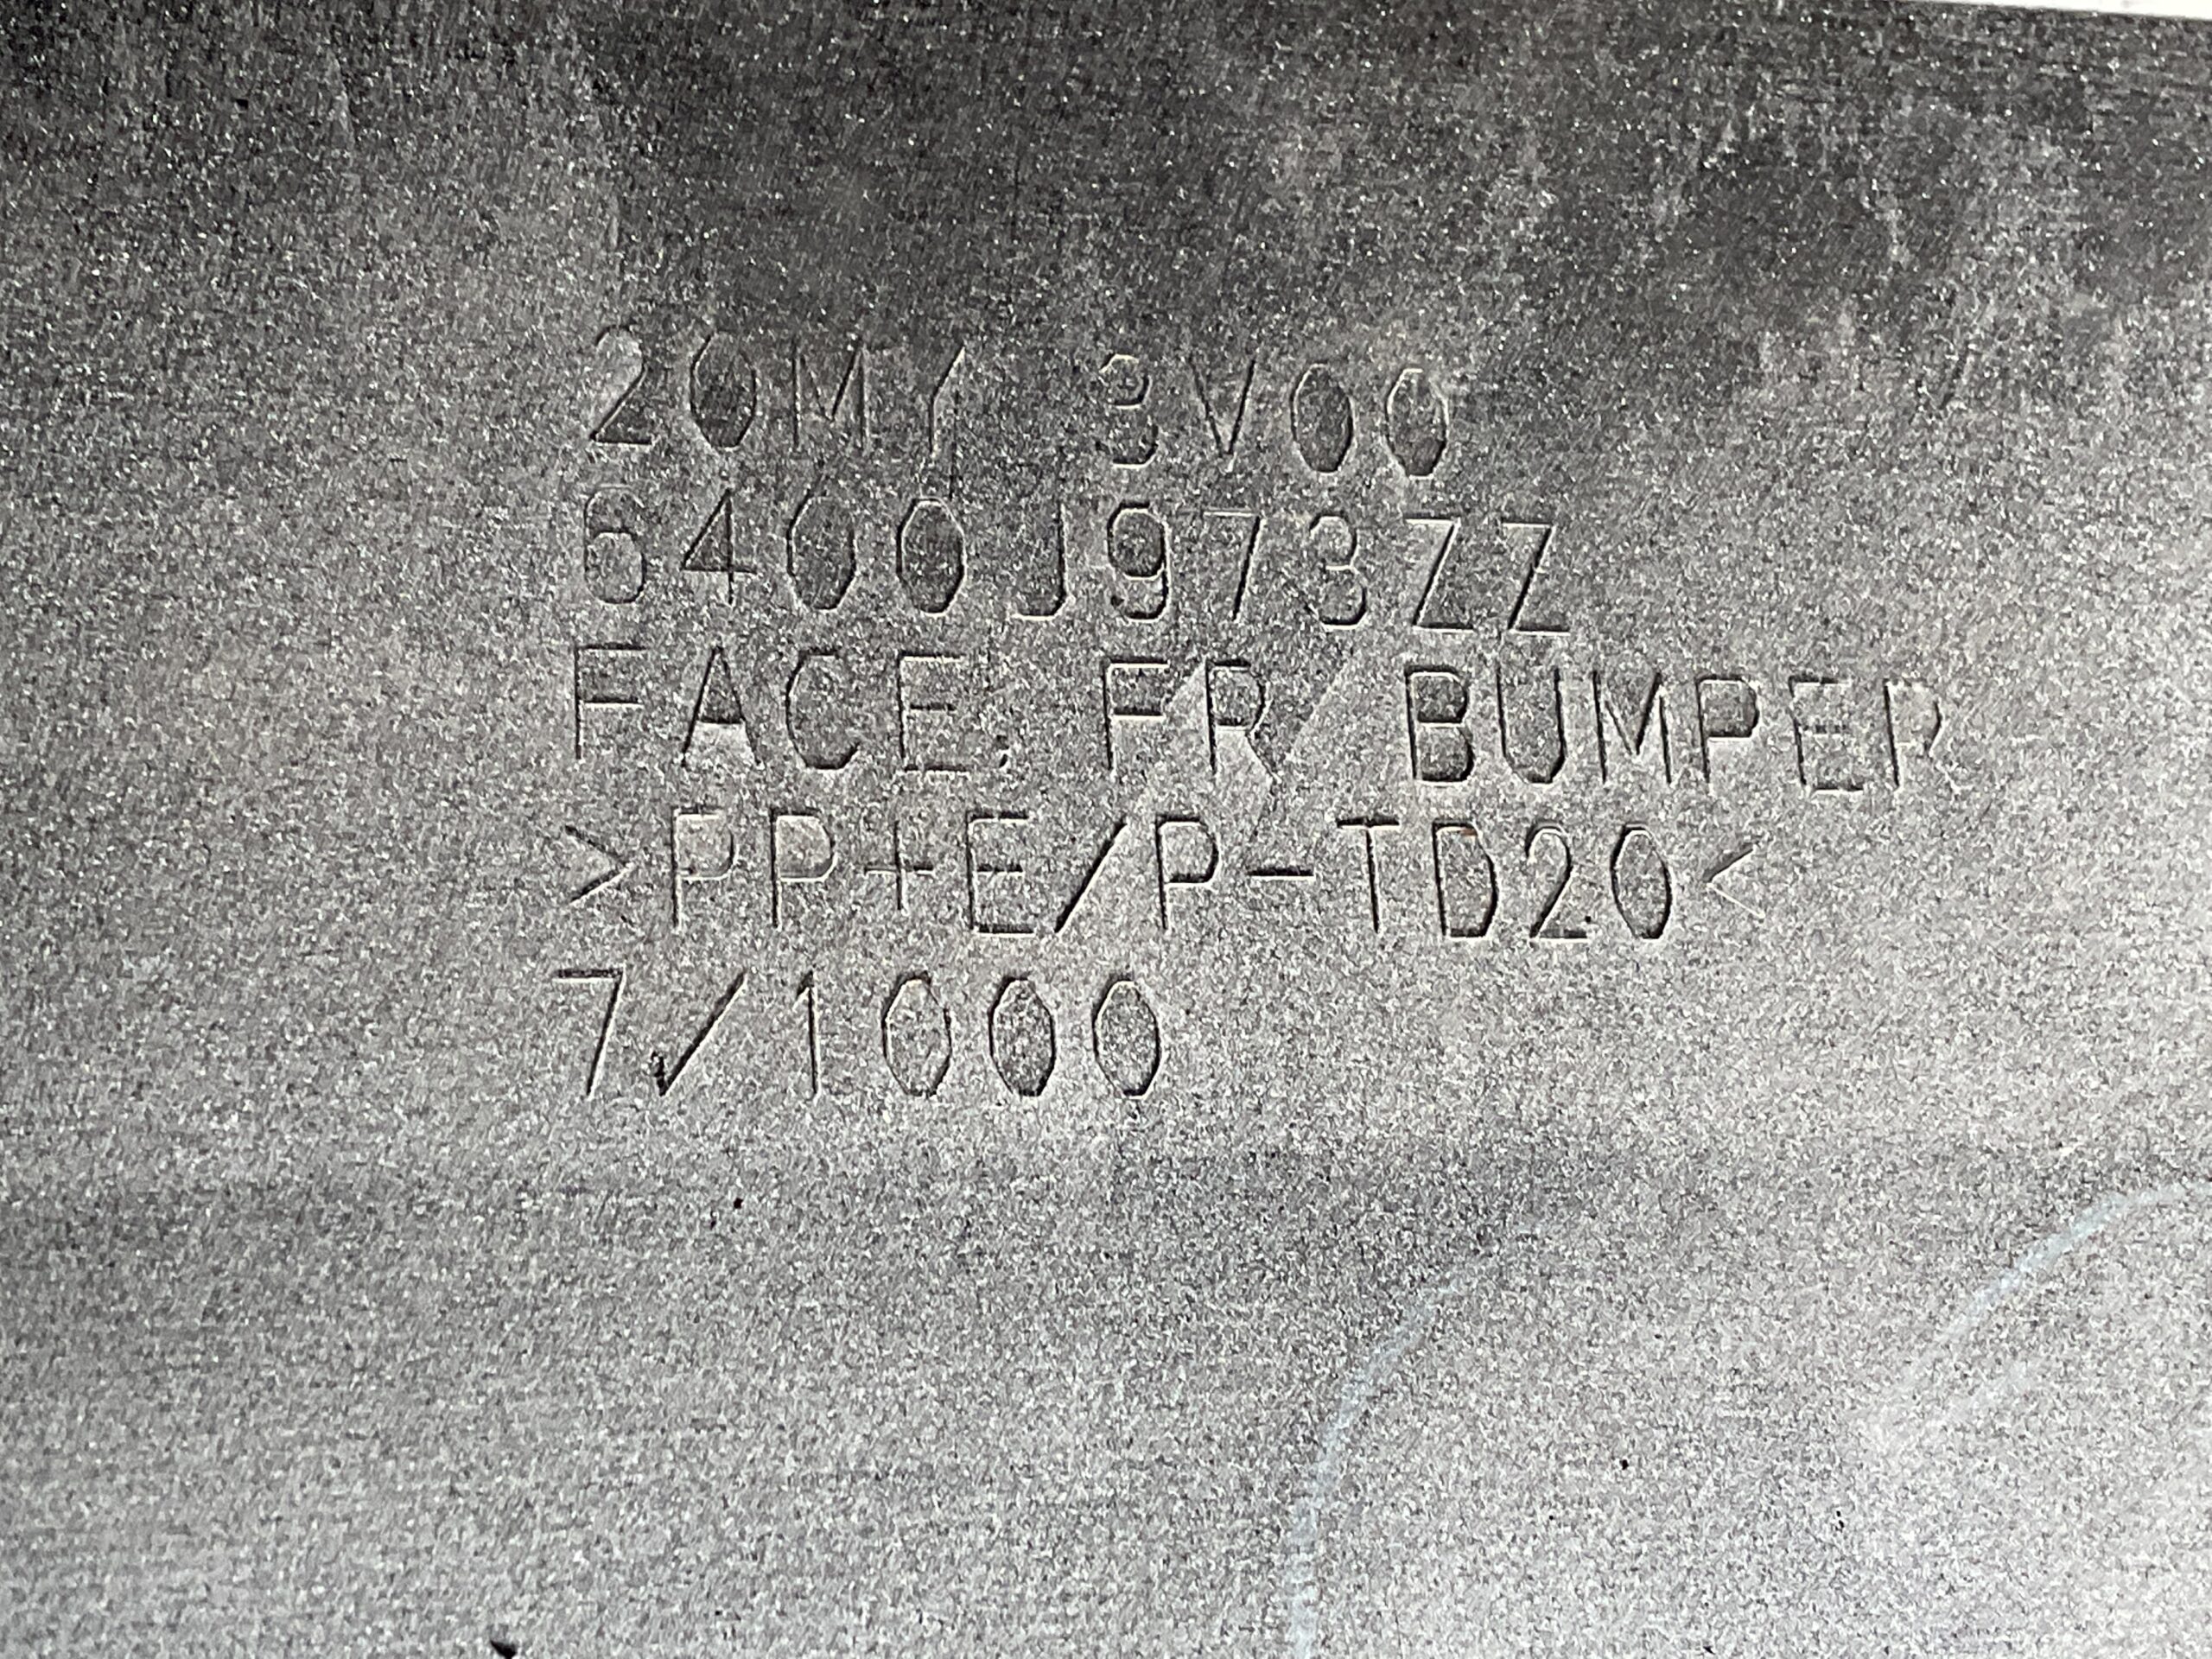 20MY 3V00
6400J973ZZ
FACE, FR BUMPER
>PP+E/P-TD20<
7/1000